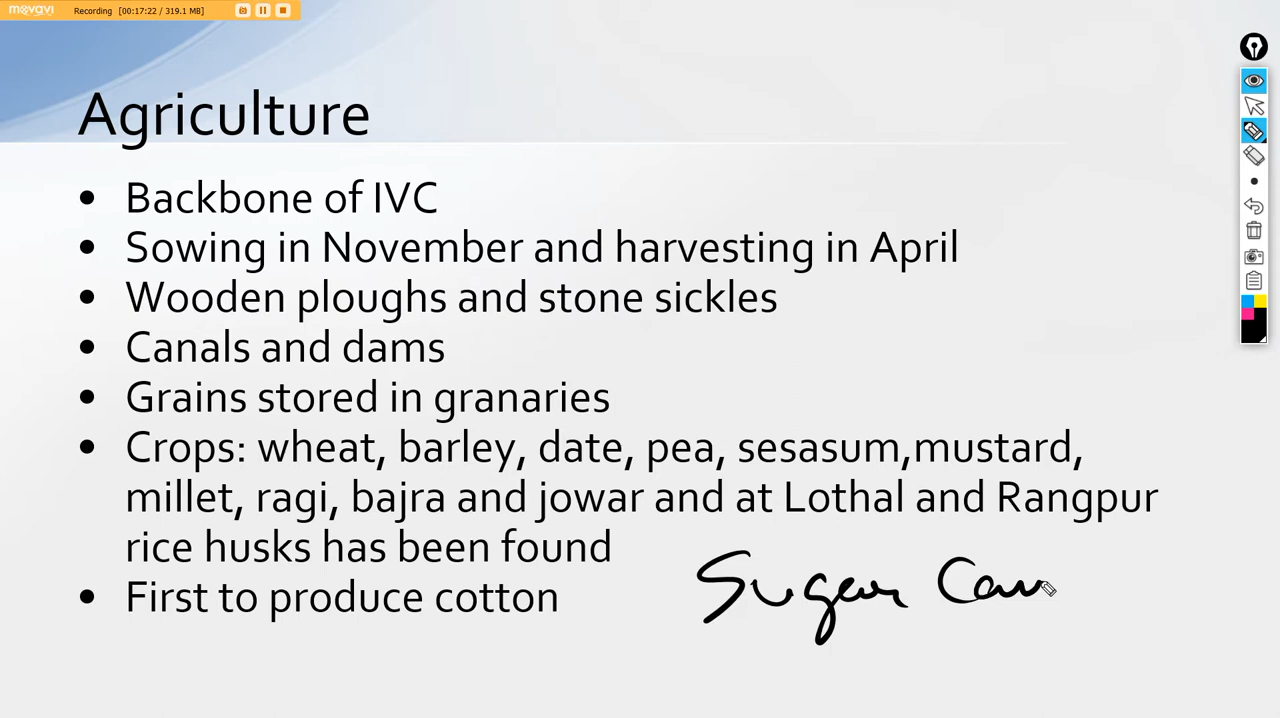 movavi
Recording [00:17:22 / 319.1 MB]
Agriculture
• Backbone of IVC
• Sowing in November and harvesting in April
• Wooden ploughs and stone sickles
• Canals and dams
• Grains stored in granaries
• Crops: wheat, barley, date, pea, sesasum,mustard,
millet, ragi, bajra and jowar and at Lothal and Rangpur
rice husks has been found
• First to produce cotton
Sugar Can